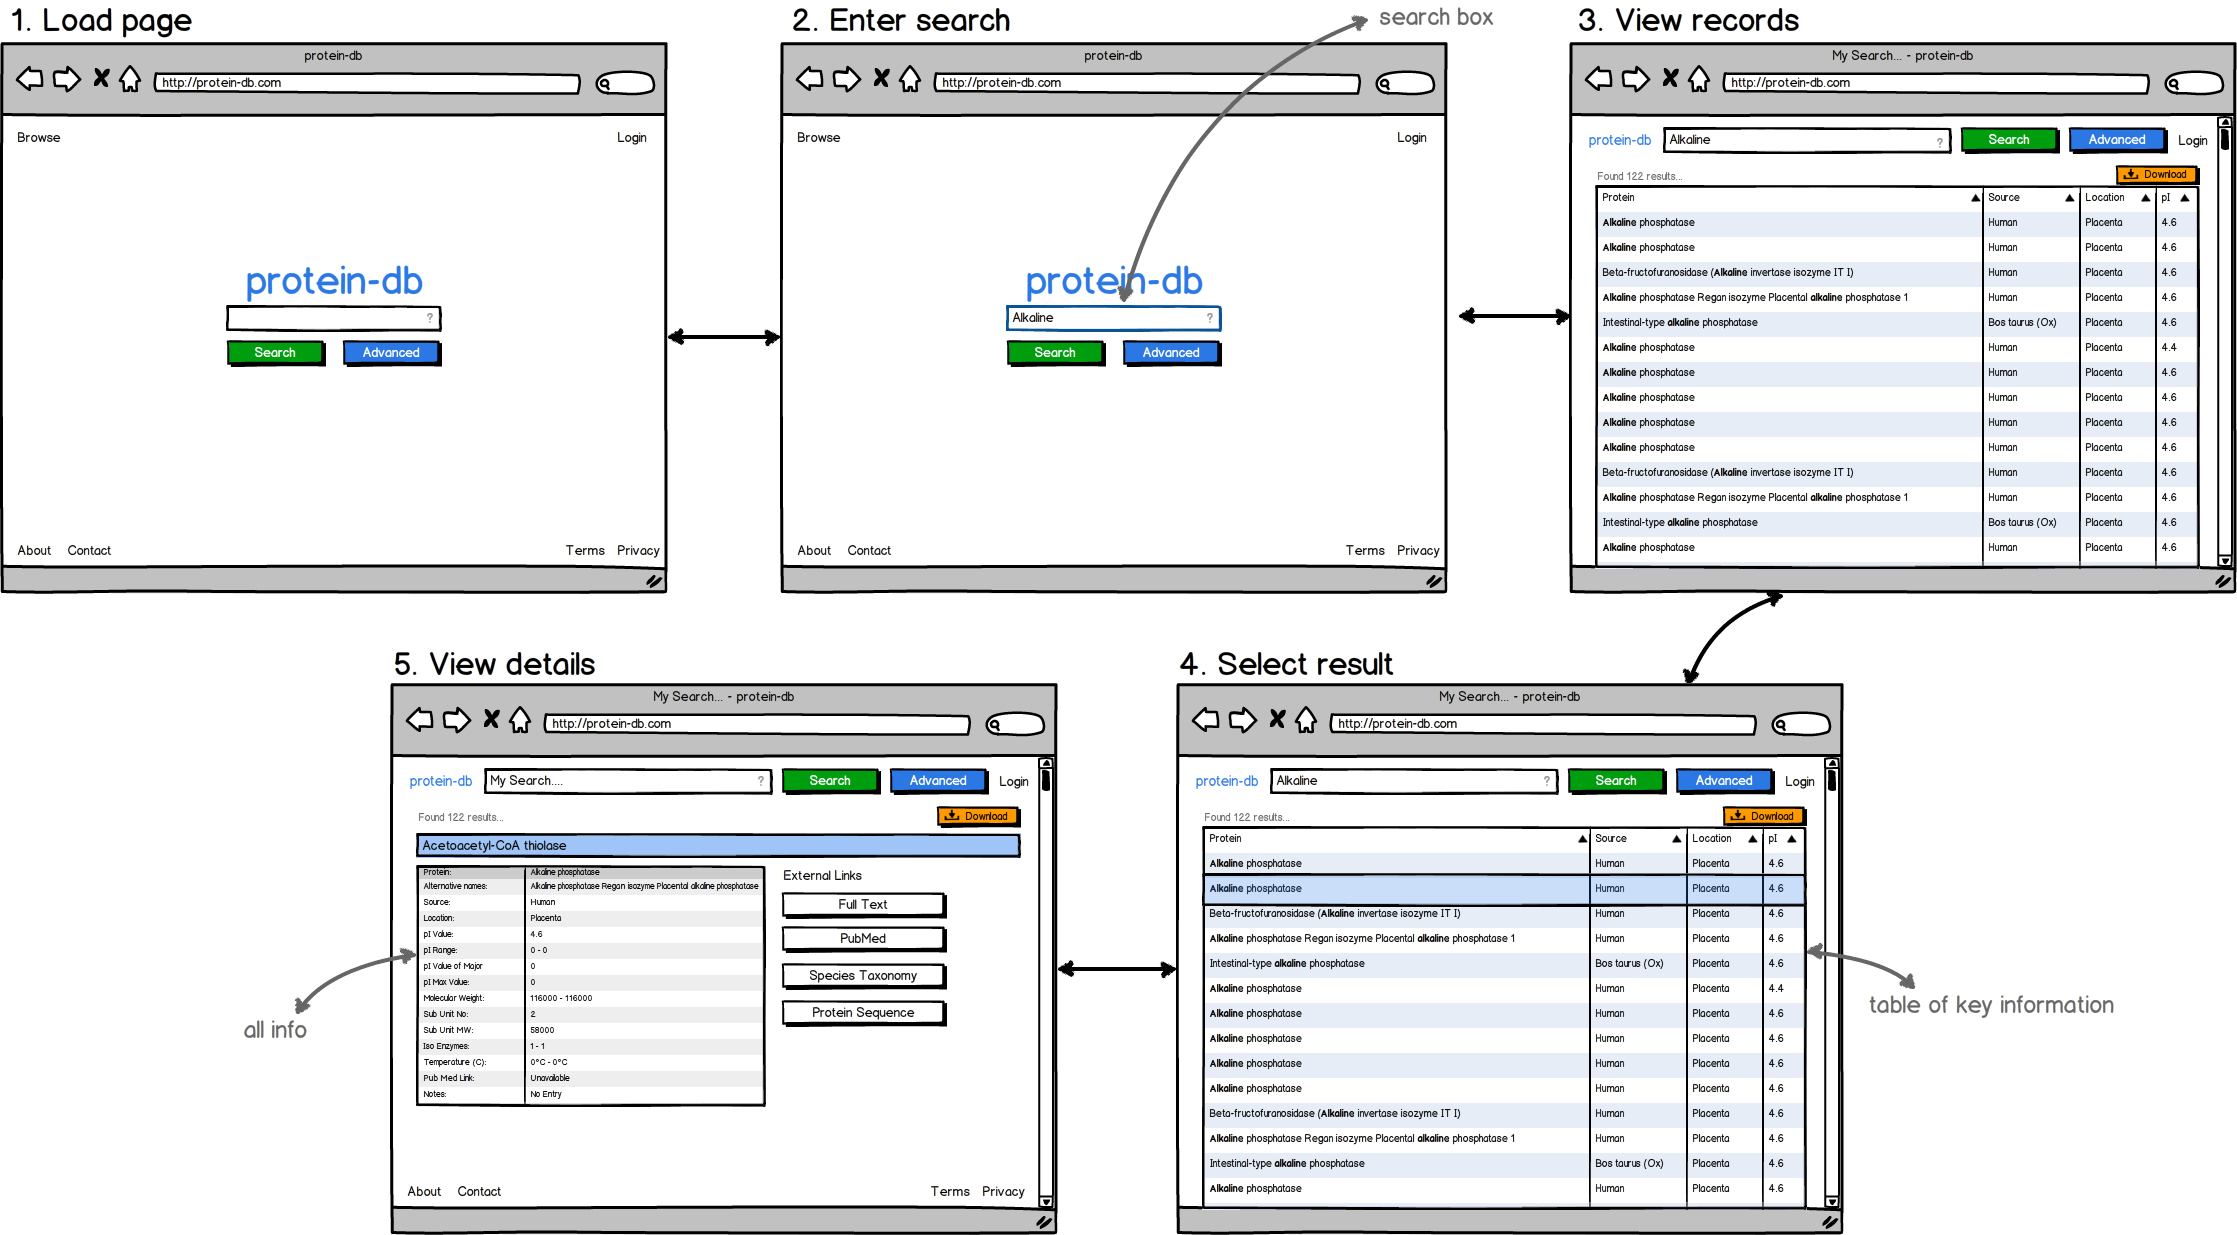 1. Load page
protein-db
http://protein-db.com
Browse Login
protein-db
?
Search Advanced
About Contact Terms Privacy
2. Enter search
search box
protein-db
http://protein-db.com
Browse Login
protein-db
Alkaline ?
Search Advanced
About Contact Terms Privacy
3. View records
My Search... - protein-db
http://protein-db.com
protein-db Alkaline ? Search Advanced Login
Found 122 results... Download
Protein Source Location pI
Alkaline phosphatase Human Placenta 4.6
Alkaline phosphatase Human Placenta 4.6
Beta-fructofuranosidase (Alkaline invertase isozyme IT I) Human Placenta 4.6
Alkaline phosphatase Regan isozyme Placental alkaline phosphatase 1 Human Placenta 4.6
Intestinal-type alkaline phosphatase Bos taurus (Ox) Placenta 4.6
Alkaline phosphatase Human Placenta 4.4
Alkaline phosphatase Human Placenta 4.6
Alkaline phosphatase Human Placenta 4.6
Alkaline phosphatase Human Placenta 4.6
Alkaline phosphatase Human Placenta 4.6
Beta-fructofuranosidase (Alkaline invertase isozyme IT I) Human Placenta 4.6
Alkaline phosphatase Regan isozyme Placental alkaline phosphatase 1 Human Placenta 4.6
Intestinal-type alkaline phosphatase Bos taurus (Ox) Placenta 4.6
Alkaline phosphatase Human Placenta 4.6
4. Select result
My Search... - protein-db
http://protein-db.com
protein-db Alkaline ? Search Advanced Login
Found 122 results... Download
Protein Source Location pI
Alkaline phosphatase Human Placenta 4.6
Alkaline phosphatase Human Placenta 4.6
Beta-fructofuranosidase (Alkaline invertase isozyme IT I) Human Placenta 4.6
Alkaline phosphatase Regan isozyme Placental alkaline phosphatase 1 Human Placenta 4.6
Intestinal-type alkaline phosphatase Bos taurus (Ox) Placenta 4.6
Alkaline phosphatase Human Placenta 4.4
Alkaline phosphatase Human Placenta 4.6
Alkaline phosphatase Human Placenta 4.6
Alkaline phosphatase Human Placenta 4.6
Alkaline phosphatase Human Placenta 4.6
Beta-fructofuranosidase (Alkaline invertase isozyme IT I) Human Placenta 4.6
Alkaline phosphatase Regan isozyme Placental alkaline phosphatase 1 Human Placenta 4.6
Intestinal-type alkaline phosphatase Bos taurus (Ox) Placenta 4.6
Alkaline phosphatase Human Placenta 4.6
table of key information
5. View details
My Search... - protein-db
http://protein-db.com
protein-db My Search.... ? Search Advanced Login
Found 122 results... Download
Acetoacetyl-CoA thiolase
Protein: Alkaline phosphatase
Alternative names: Alkaline phosphatase Regan isozyme Placental alkaline phosphatase
Source: Human
Location: Placenta
pI Value: 4.6
pI Range: 0 - 0
pI Value of Major 0
pI Max Value: 0
Molecular Weight: 116000 - 116000
Sub Unit No: 2
Sub Unit MW: 58000
Iso Enzymes: 1 - 1
Temperature (C): 0°C - 0°C
Pub Med Link: Unavailable
Notes: No Entry
External Links
Full Text
PubMed
Species Taxonomy
Protein Sequence
About Contact Terms Privacy
all info